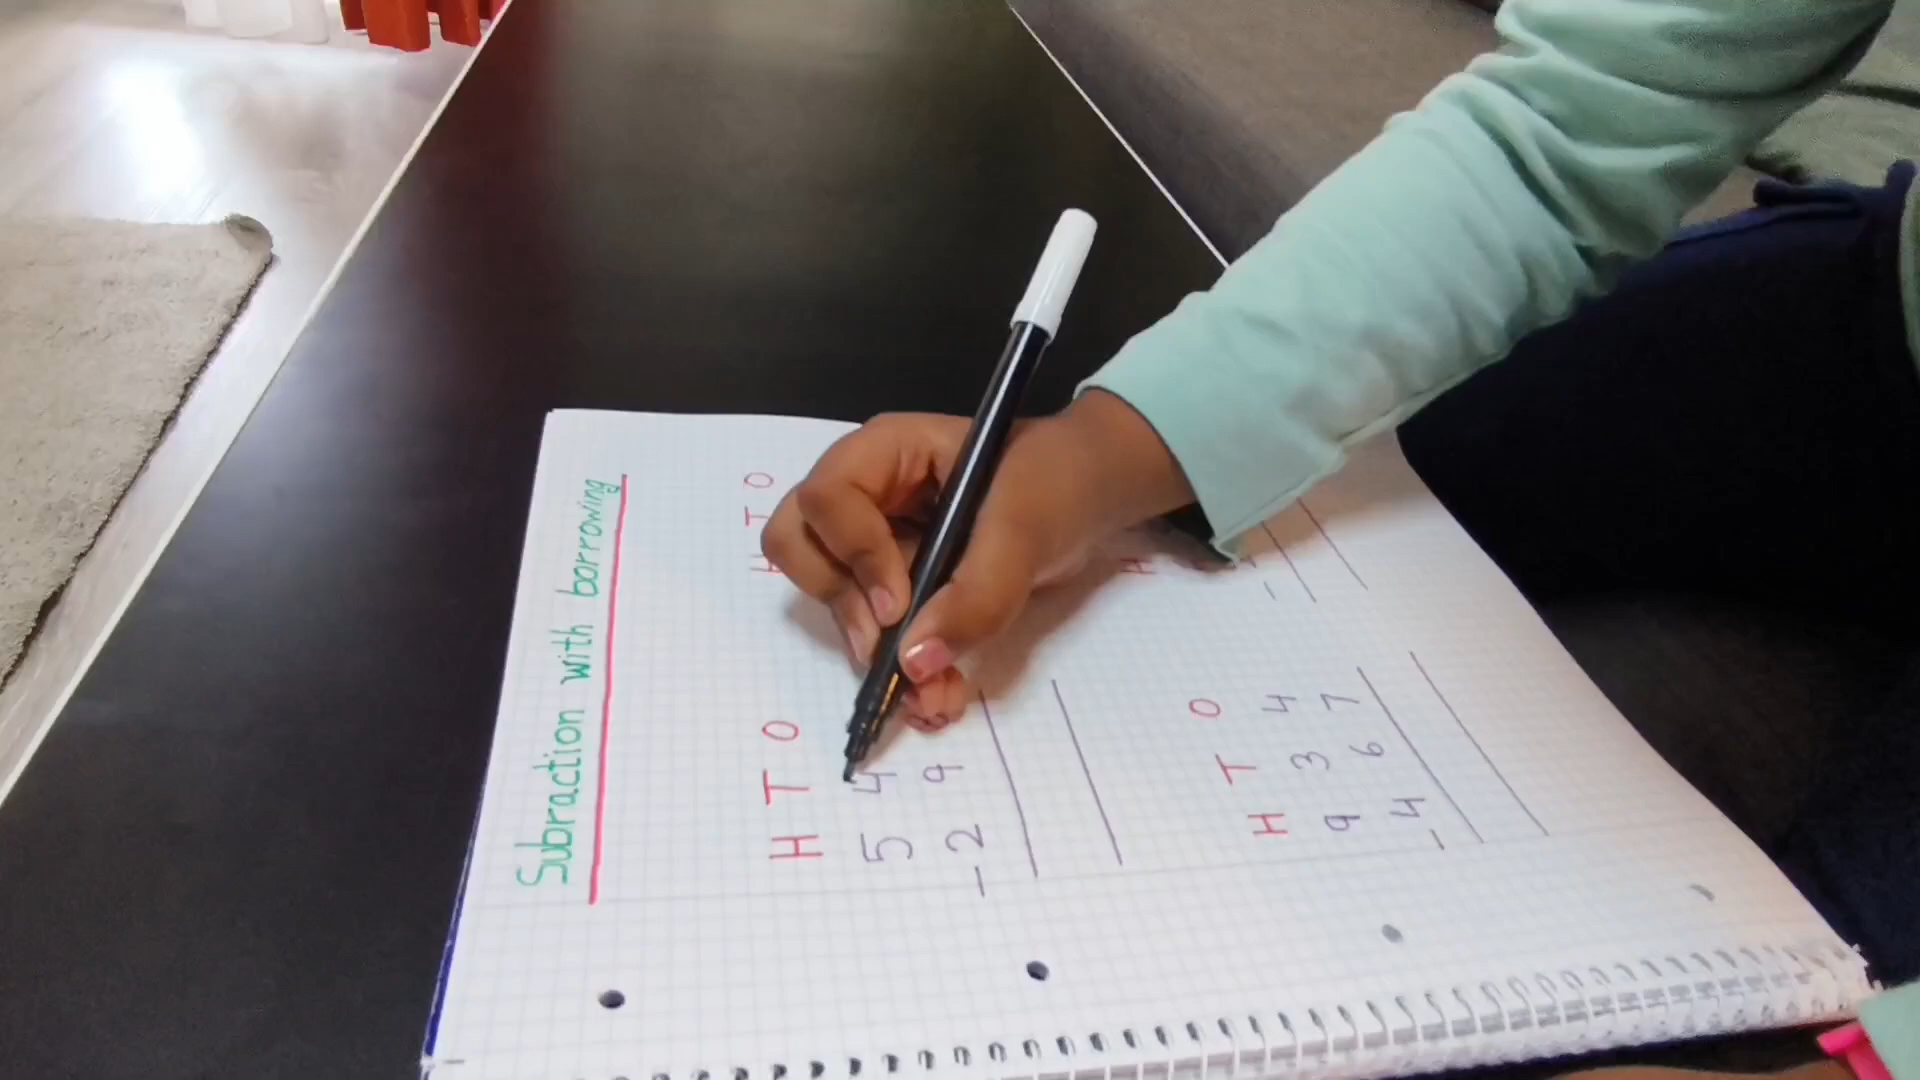 Subraction with borrowing
H T O
H T O
5 4
- 2 9
H
-
H T O
9 3 4
- 4 6 7